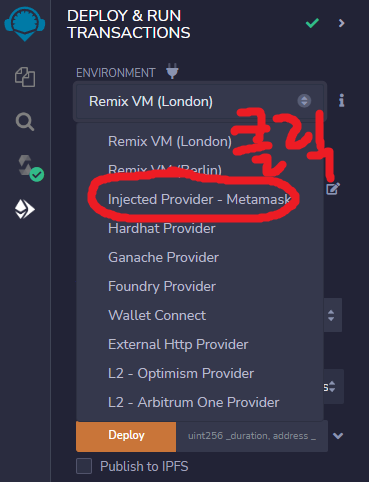 DEPLOY & RUN
TRANSACTIONS
ENVIRONMENT
Remix VM (London)
Remix VM (London)
클릭
Remix VM (Berlin)
Injected Provider - Metamask
Hardhat Provider
Ganache Provider
Foundry Provider
Wallet Connect
External Http Provider
L2 - Optimism Provider
L2 - Arbitrum One Provider
Deploy
uint256 _duration, address _
Publish to IPFS